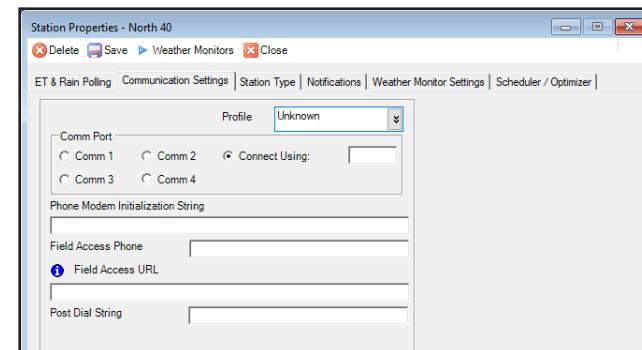 Station Properties - North 40
Delete Save Weather Monitors Close
ET & Rain Polling Communication Settings Station Type Notifications Weather Monitor Settings Scheduler / Optimizer
Profile Unknown
Comm Port
Comm 1 Comm 2 Connect Using:
Comm 3 Comm 4
Phone Modem Initialization String
Field Access Phone
Field Access URL
Post Dial String